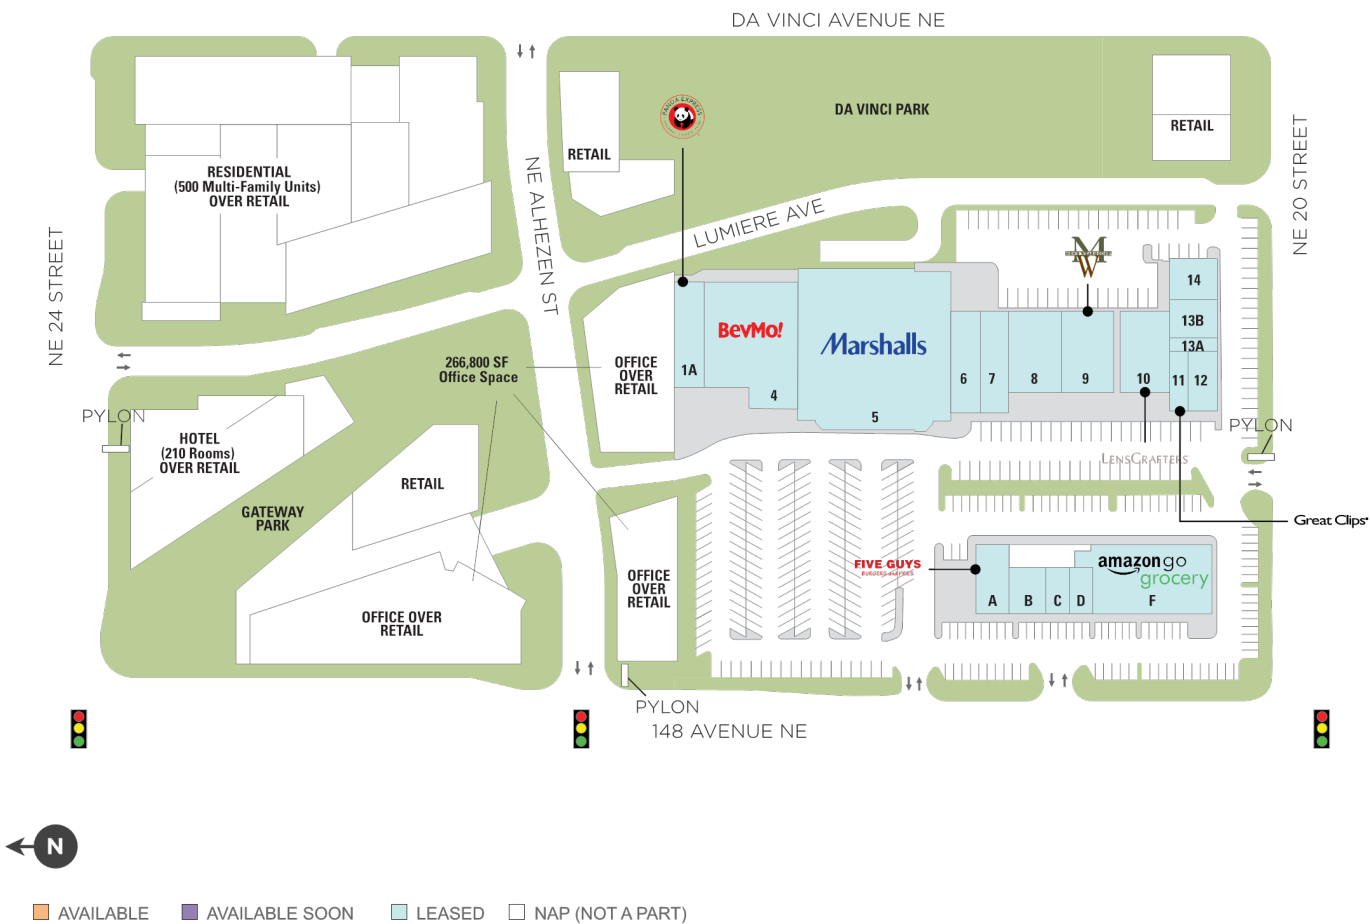 DA VINCI AVENUE NE
PANDA EXPRESS
DA VINCI PARK
RETAIL
RETAIL
NE ALHEZEN ST
RESIDENTIAL
(500 Multi-Family Units)
OVER RETAIL
NE 20 STREET
LUMIERE AVE
NE 24 STREET
MW
14
13B
13A
BevMo!
Marshalls
266,800 SF
Office Space
OFFICE
OVER
RETAIL
1A
4
5
6
7
8
9
10
11
12
PYLON
PYLON
HOTEL
(210 Rooms)
OVER RETAIL
LENSCRAFTERS
RETAIL
GATEWAY
PARK
Great Clips
FIVE GUYS
BURGERS and FRIES
amazon go
grocery
OFFICE
OVER
RETAIL
A
B
C
D
F
OFFICE OVER
RETAIL
PYLON
148 AVENUE NE
N
AVAILABLE
AVAILABLE SOON
LEASED
NAP (NOT A PART)